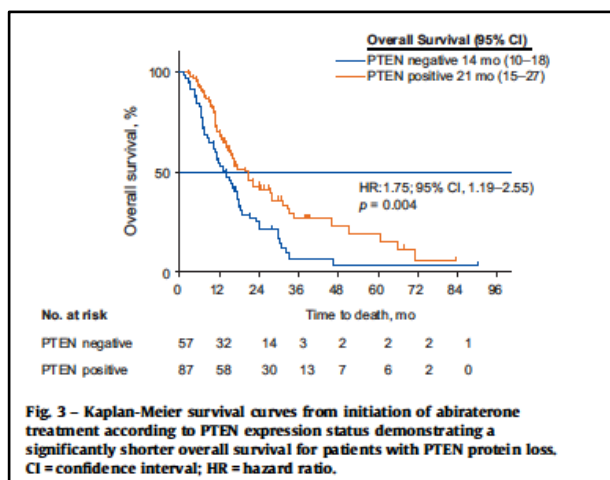 Overall Survival (95% CI)
PTEN negative 14 mo (10–18)
PTEN positive 21 mo (15–27)
100
50
0
Overall survival, %
HR: 1.75; 95% CI, 1.19–2.55)
p = 0.004
0 12 24 36 48 60 72 84 96
No. at risk Time to death, mo
PTEN negative 57 32 14 3 2 2 2 1
PTEN positive 87 58 30 13 7 6 2 0
Fig. 3 – Kaplan-Meier survival curves from initiation of abiraterone
treatment according to PTEN expression status demonstrating a
significantly shorter overall survival for patients with PTEN protein loss.
CI = confidence interval; HR = hazard ratio.